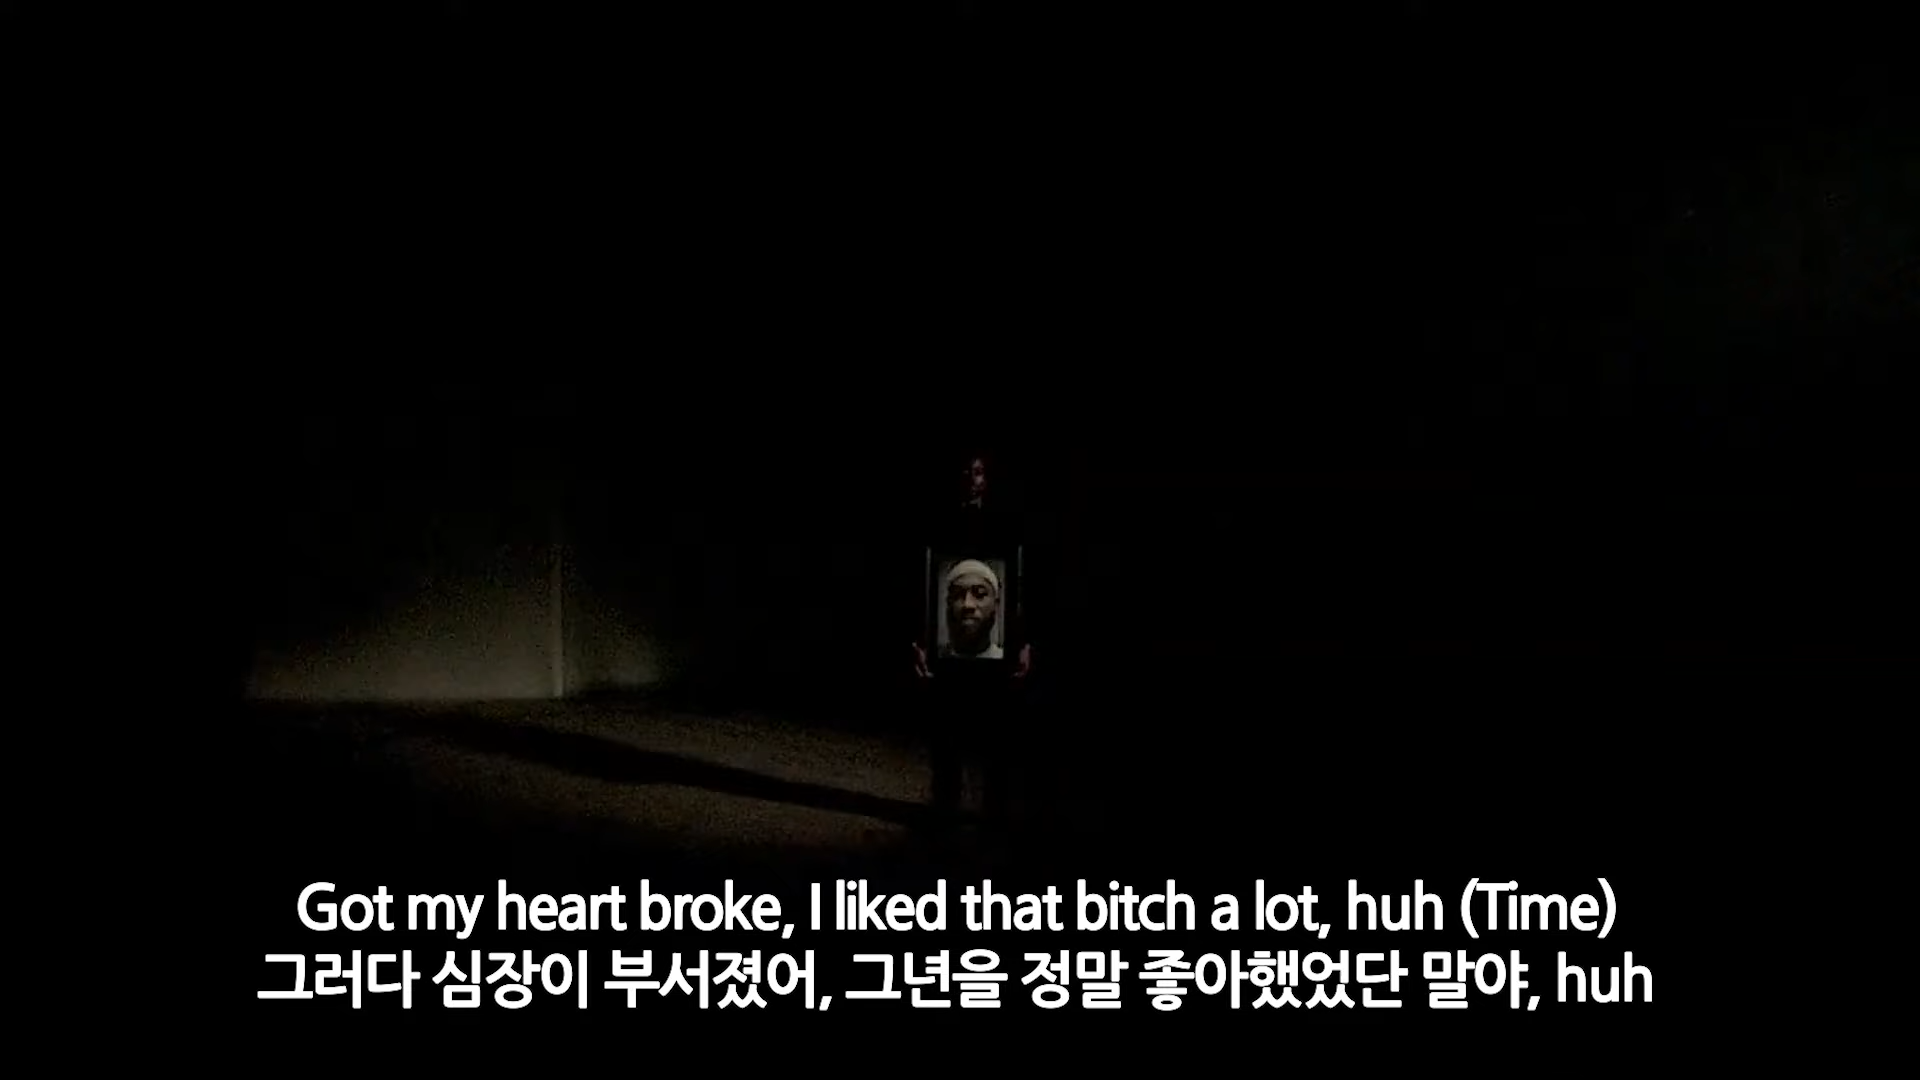 Got my heart broke, I liked that bitch a lot, huh (Time)
그러다 심장이 부서졌어, 그년을 정말 좋아했었단 말야, huh